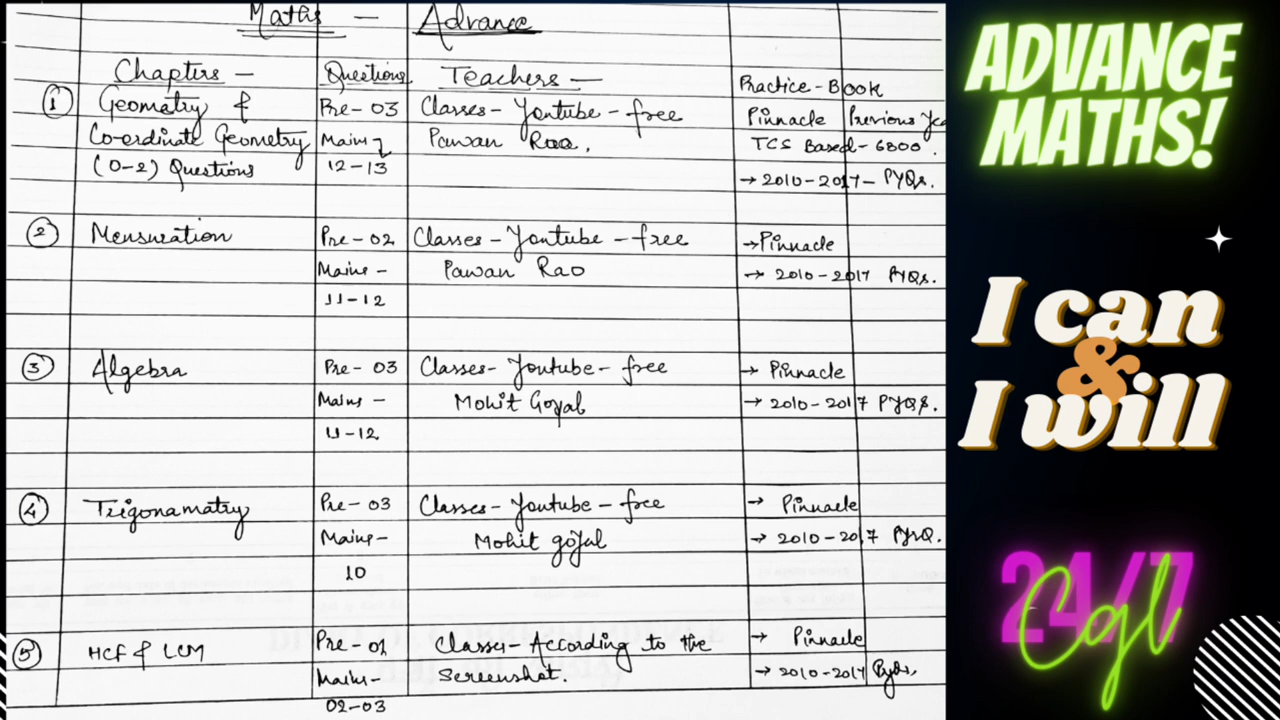 Maths - Advance
Chapters - Questions Teachers - Practice - Book
① Geometry & Pre - 03 Classes - Youtube - free Pinnacle Previous Yea
Co-ordinate Geometry Mains Pawan Rao. TCS Based - 6800.
(0-2) Questions 12-13 → 2010-2017 - PYQs.
② Mensuration Pre - 02 Classes - Youtube - free → Pinnacle
Mains - Pawan Rao → 2010-2017 PYQs.
11-12
③ Algebra Pre - 03 Classes - Youtube - free → Pinnacle
Mains - Mohit Goyal → 2010-2017 PYQs.
11-12
④ Trigonamatry Pre - 03 Classes - Youtube - free → Pinnacle
Mains - Mohit goyal → 2010-2017 PYQ.
10
⑤ HCF & LCM Pre - 01 Classes - According to the → Pinnacle
Mains - Screenshot. → 2010-2017 PyQs,
02-03
ADVANCE
MATHS!
I can
&
I will
24/7
Cgl